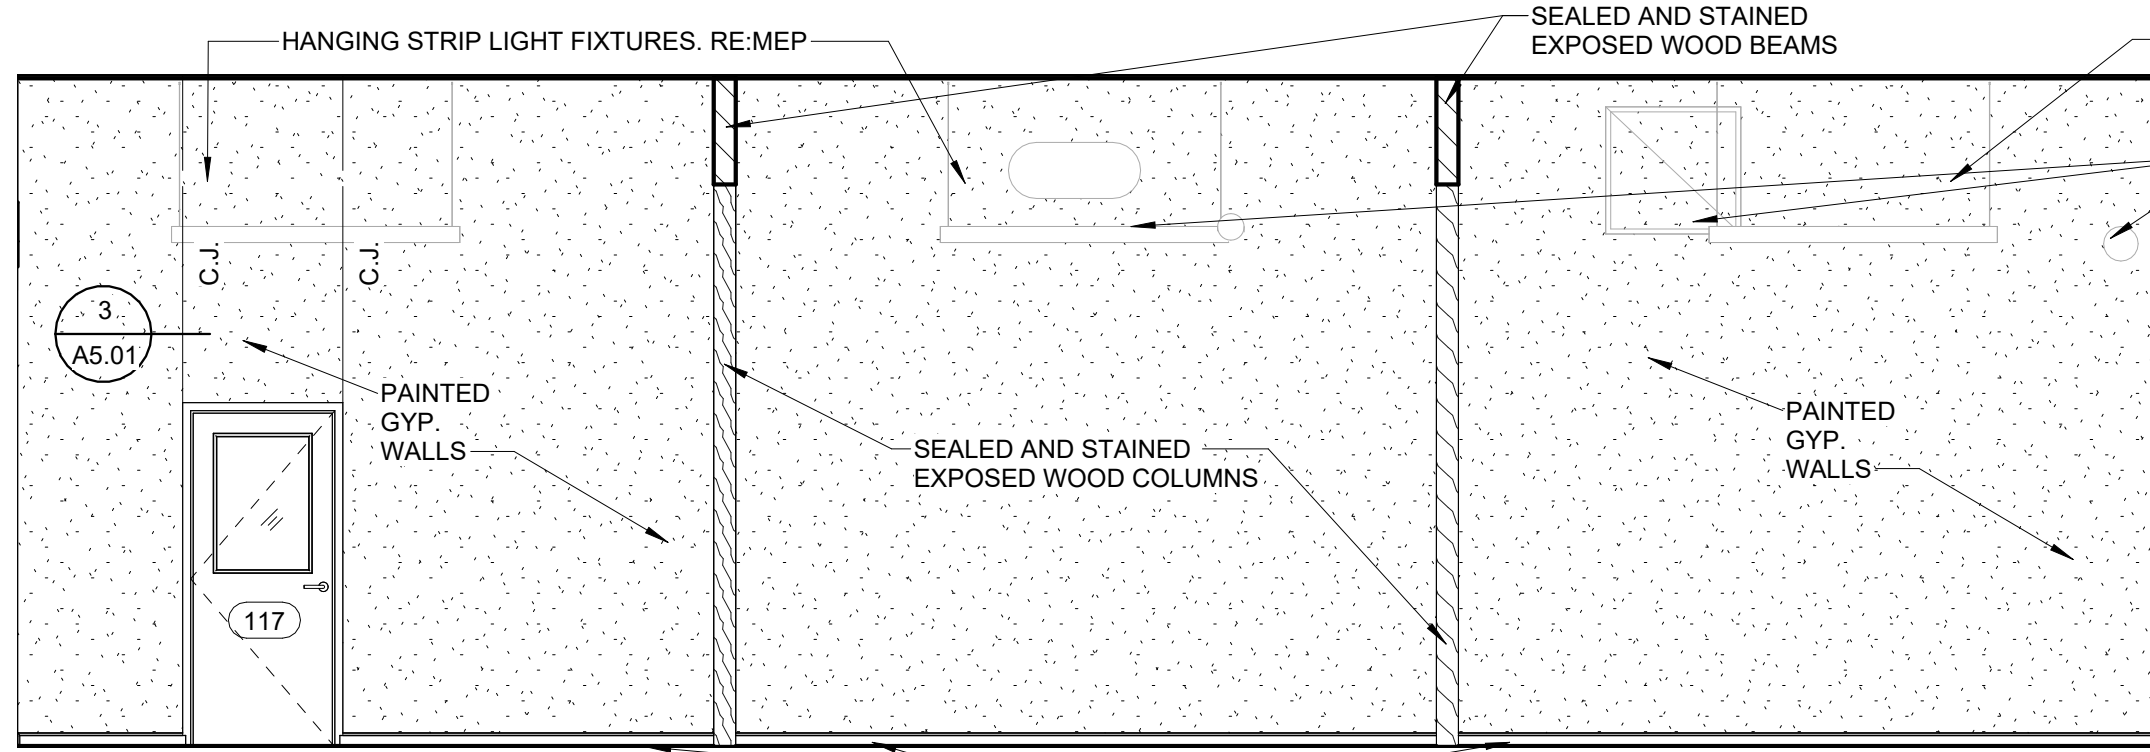 HANGING STRIP LIGHT FIXTURES. RE:MEP
SEALED AND STAINED
EXPOSED WOOD BEAMS
C.J.
C.J.
3
A5.01
PAINTED
GYP.
WALLS
SEALED AND STAINED
EXPOSED WOOD COLUMNS
PAINTED
GYP.
WALLS
117